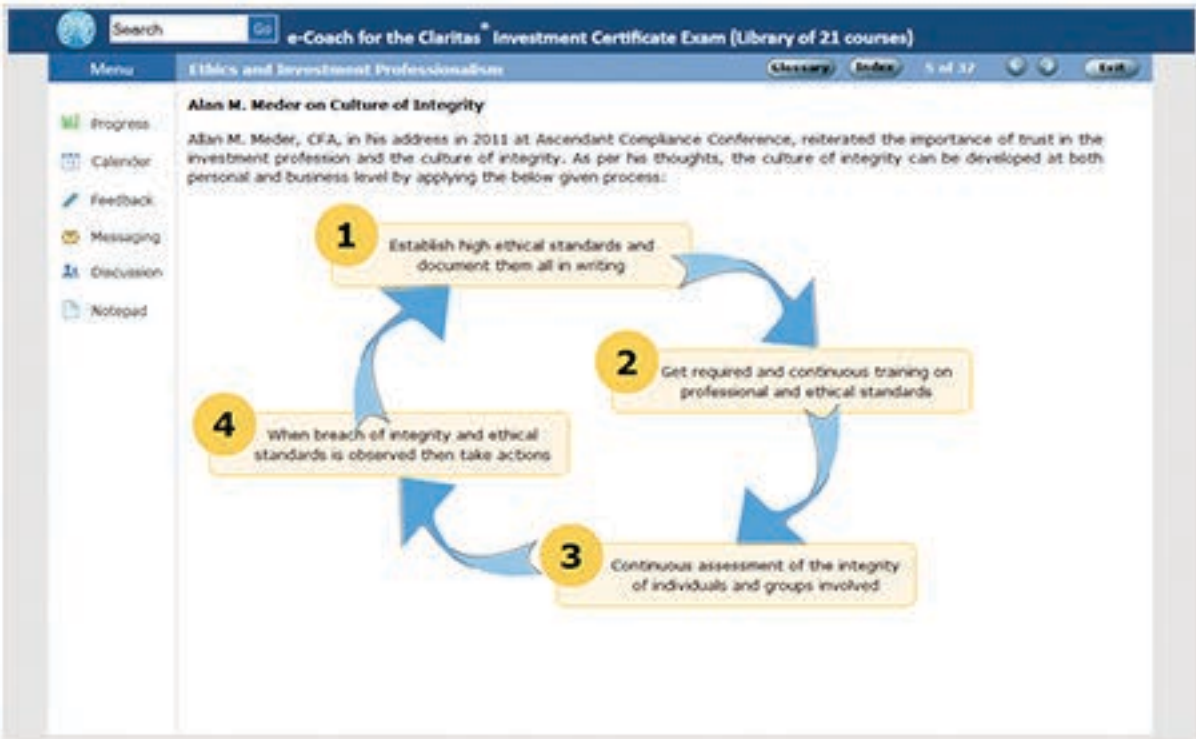 Search Go e-Coach for the Claritas® Investment Certificate Exam (Library of 21 courses)
Menu Ethics and Investment Professionalism Glossary Index 5 of 32 Exit
Progress
Calender
Feedback
Messaging
Discussion
Notepad
Alan M. Meder on Culture of Integrity
Allan M. Meder, CFA, in his address in 2011 at Ascendant Compliance Conference, reiterated the importance of trust in the
investment profession and the culture of integrity. As per his thoughts, the culture of integrity can be developed at both
personal and business level by applying the below given process:
1
Establish high ethical standards and
document them all in writing
2
Get required and continuous training on
professional and ethical standards
3
Continuous assessment of the integrity
of individuals and groups involved
4
When breach of integrity and ethical
standards is observed then take actions